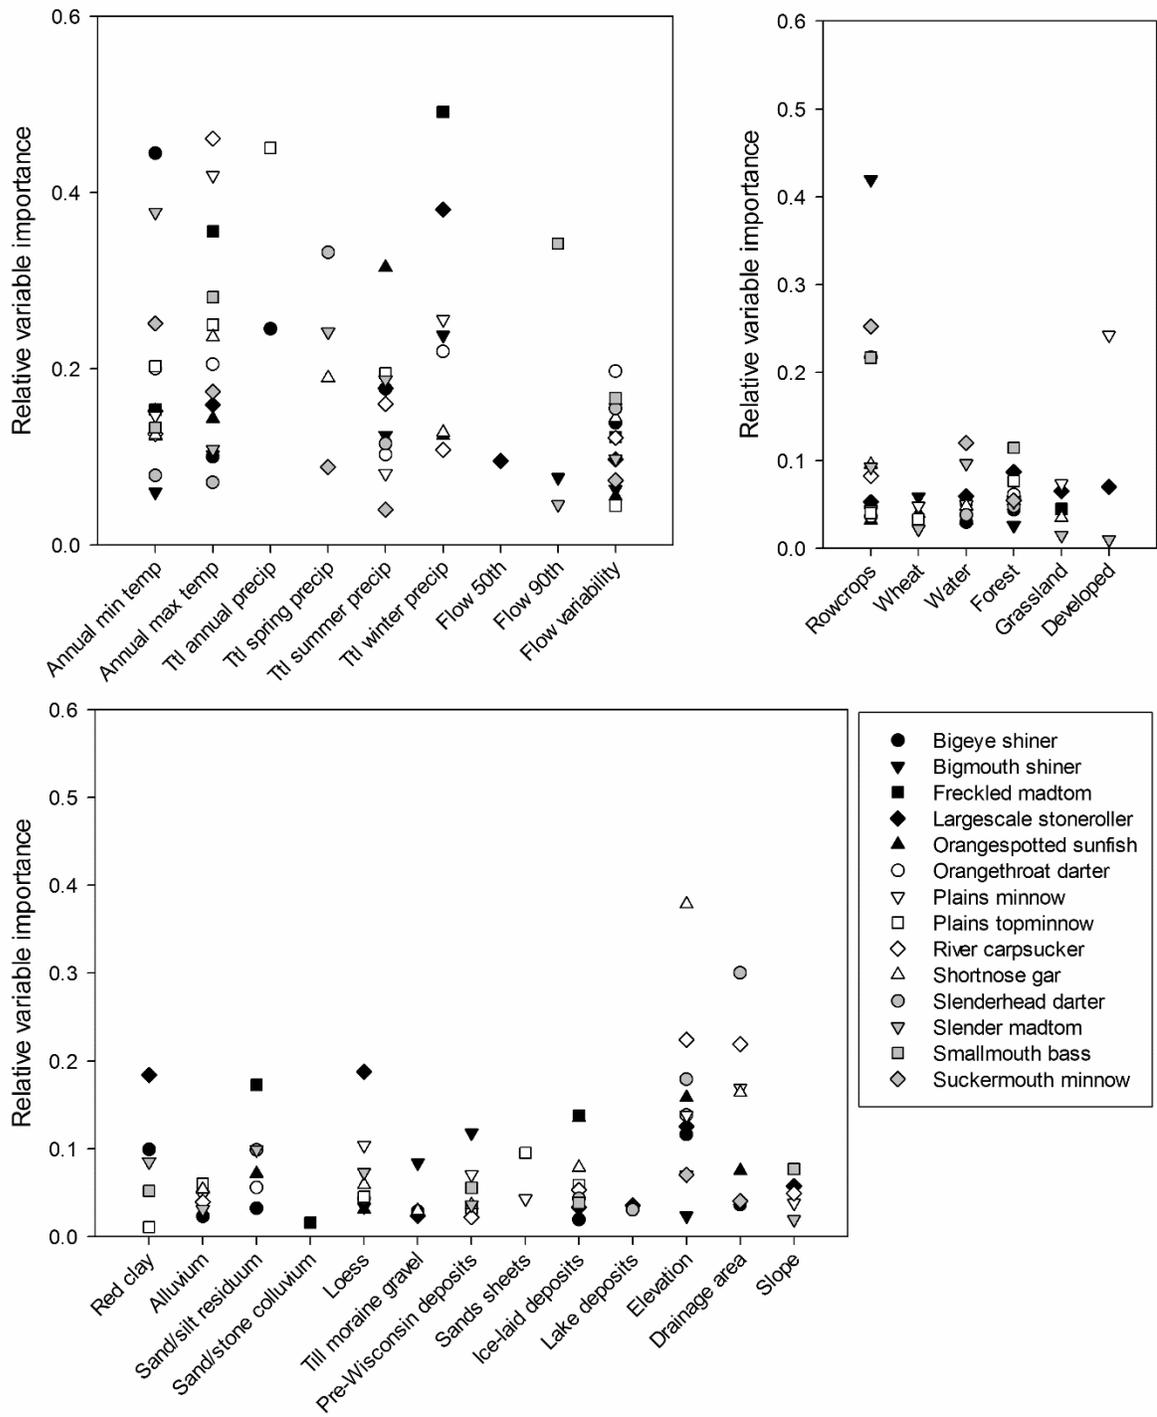 0.6
0.4
0.2
0.0
Relative variable importance
Annual min temp
Annual max temp
Ttl annual precip
Ttl spring precip
Ttl summer precip
Ttl winter precip
Flow 50th
Flow 90th
Flow variability
0.6
0.5
0.4
0.3
0.2
0.1
0.0
Relative variable importance
Rowcrops
Wheat
Water
Forest
Grassland
Developed
0.6
0.5
0.4
0.3
0.2
0.1
0.0
Relative variable importance
Red clay
Alluvium
Sand/silt residuum
Sand/stone colluvium
Loess
Till moraine gravel
Pre-Wisconsin deposits
Sands sheets
Ice-laid deposits
Lake deposits
Elevation
Drainage area
Slope
Bigeye shiner
Bigmouth shiner
Freckled madtom
Largescale stoneroller
Orangespotted sunfish
Orangethroat darter
Plains minnow
Plains topminnow
River carpsucker
Shortnose gar
Slenderhead darter
Slender madtom
Smallmouth bass
Suckermouth minnow